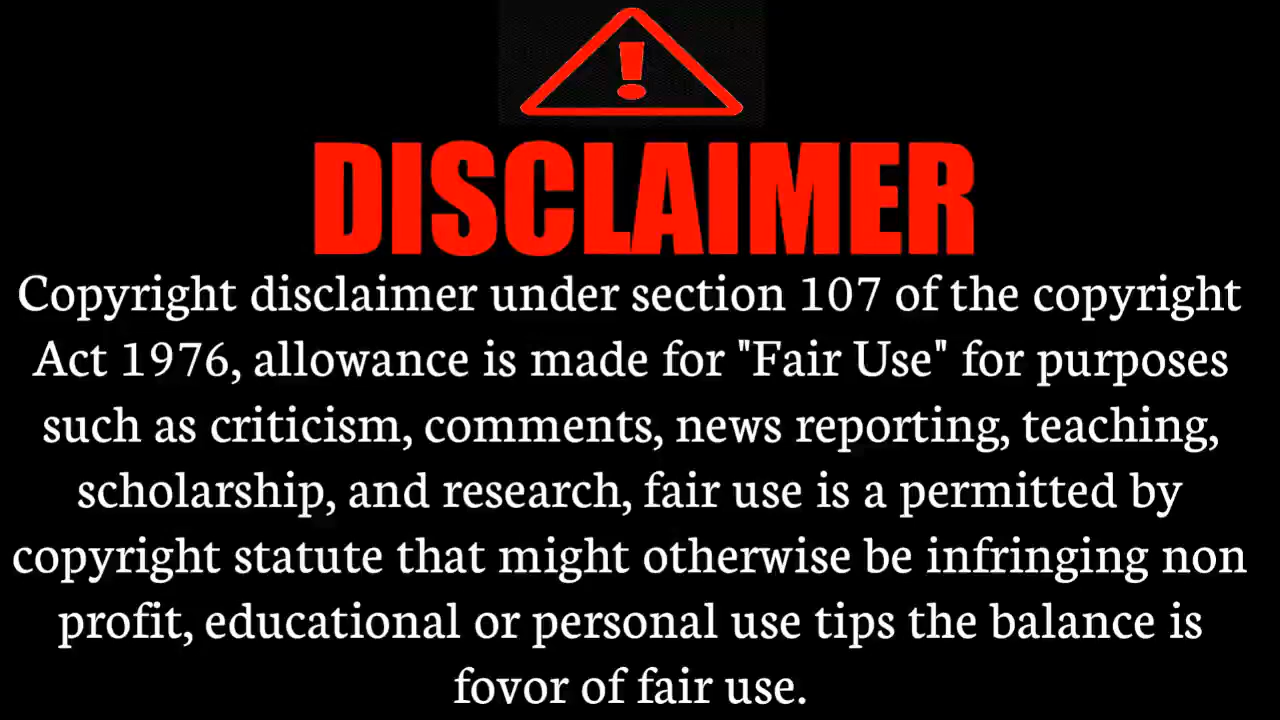 DISCLAIMER
Copyright disclaimer under section 107 of the copyright
Act 1976, allowance is made for "Fair Use" for purposes
such as criticism, comments, news reporting, teaching,
scholarship, and research, fair use is a permitted by
copyright statute that might otherwise be infringing non
profit, educational or personal use tips the balance is
fovor of fair use.